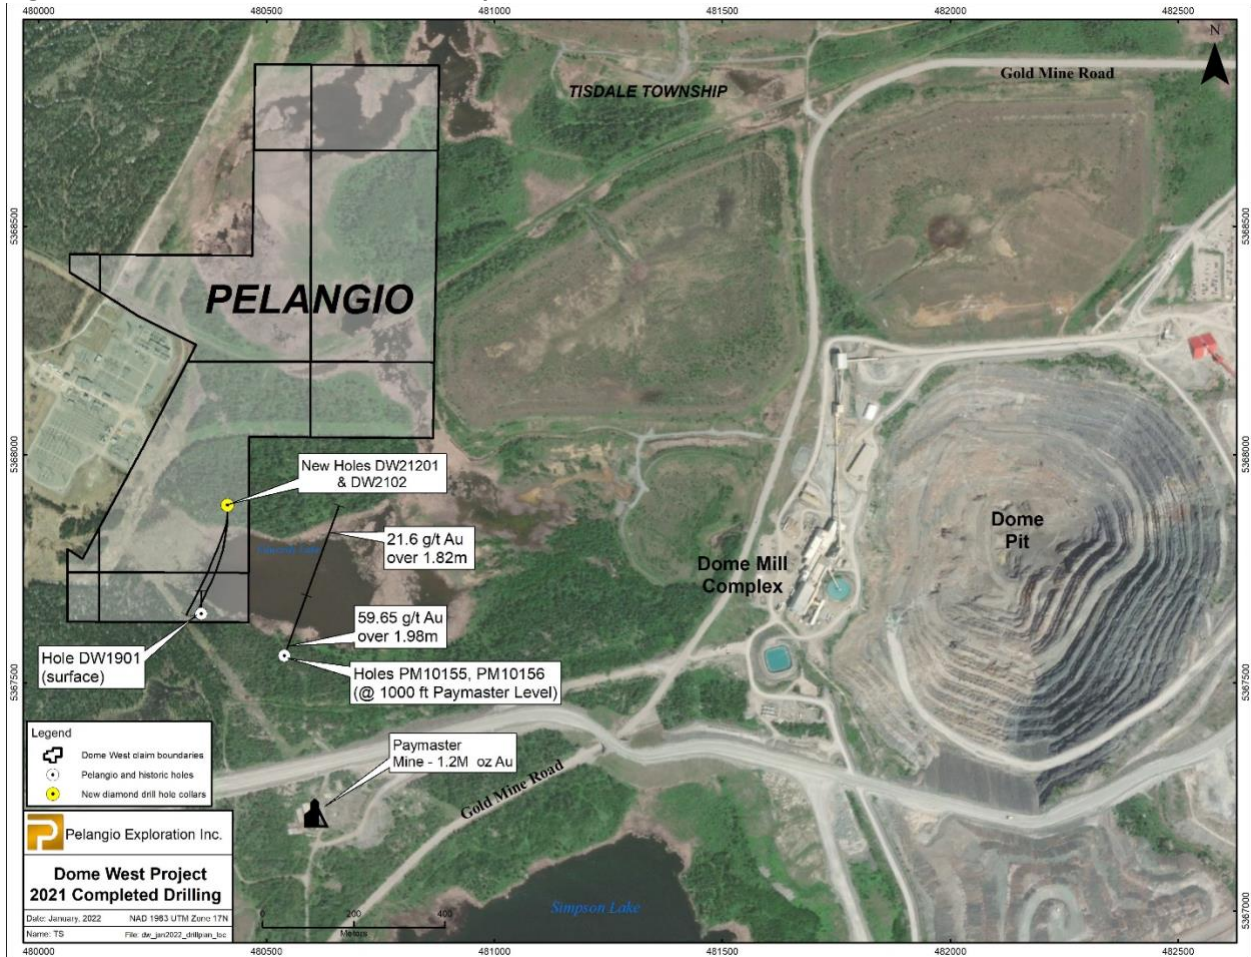 480000
480500
481000
481500
482000
482500
N
Gold Mine Road
TISDALE TOWNSHIP
5368500
5368500
PELANGIO
5368000
5368000
New Holes DW21201
& DW2102
21.6 g/t Au
over 1.82m
Dome
Pit
Dome Mill
Complex
59.65 g/t Au
over 1.98m
Hole DW1901
(surface)
Holes PM10155, PM10156
(@ 1000 ft Paymaster Level)
5367500
5367500
Legend
Dome West claim boundaries
Pelangio and historic holes
New diamond drill hole collars
Paymaster
Mine - 1.2M oz Au
Gold Mine Road
Pelangio Exploration Inc.
Dome West Project
2021 Completed Drilling
Date: January, 2022
NAD 1983 UTM Zone 17N
Name: TS
File: dw_jan2022_drillplan_loc
0
200
400
Meters
Simpson Lake
5367000
480000
480500
481000
481500
482000
482500